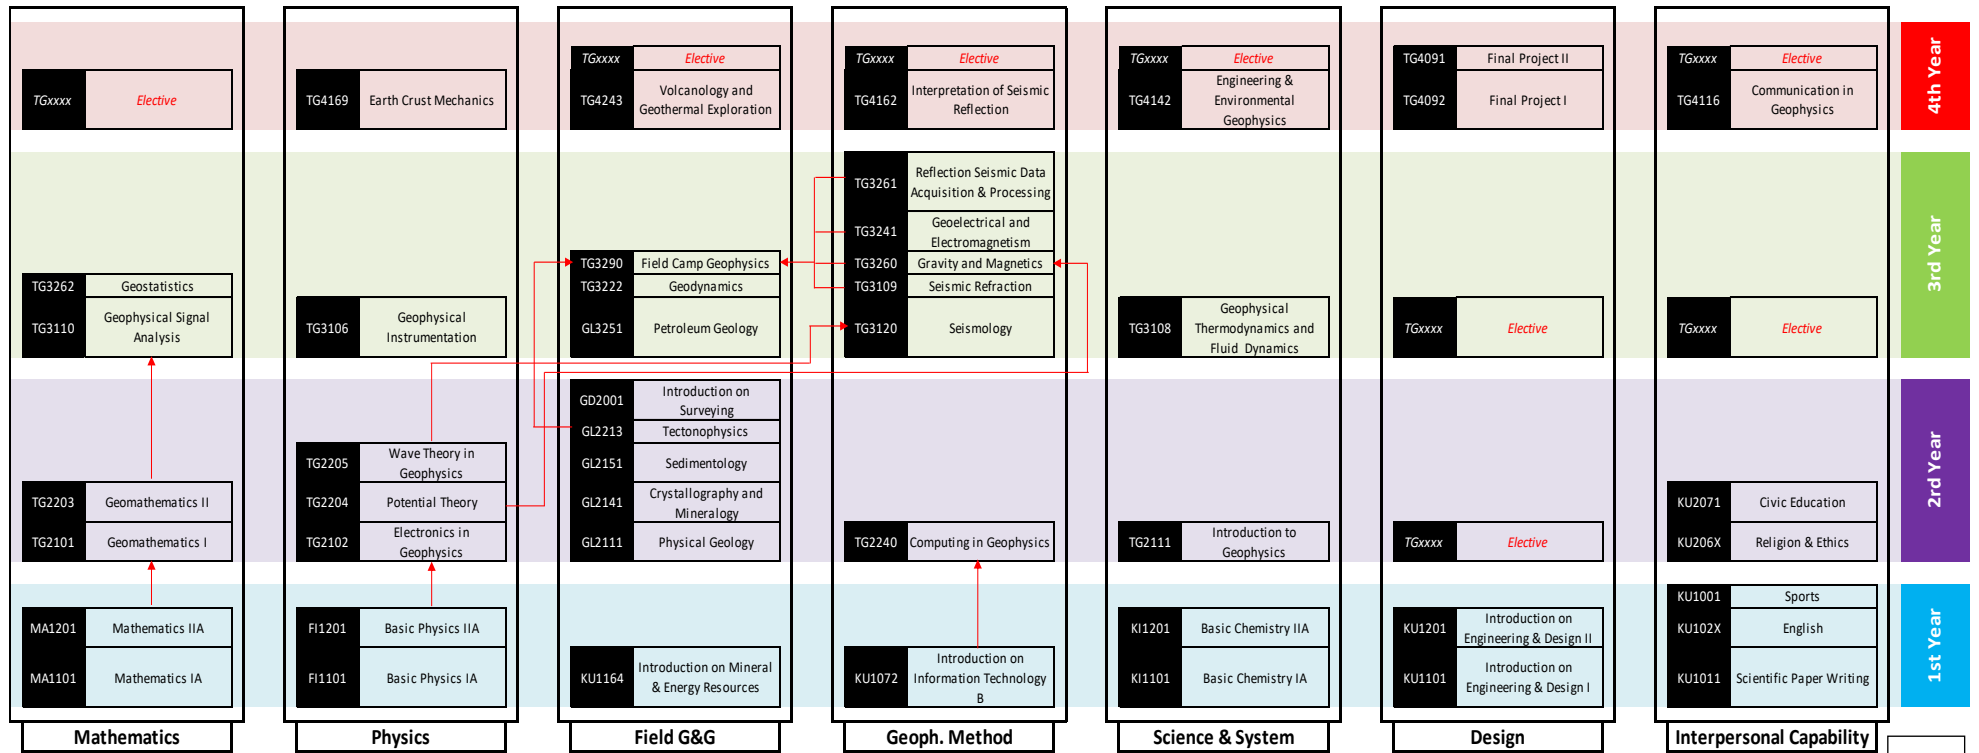 TGxxxx Elective
TG4169 Earth Crust Mechanics
TGxxxx Elective
TG4243 Volcanology and
Geothermal Exploration
TGxxxx Elective
TG4162 Interpretation of Seismic
Reflection
TGxxxx Elective
TG4142 Engineering &
Environmental
Geophysics
TG4091 Final Project II
TG4092 Final Project I
TGxxxx Elective
TG4116 Communication in
Geophysics
4th Year
TG3262 Geostatistics
TG3110 Geophysical Signal
Analysis
TG3106 Geophysical
Instrumentation
TG3290 Field Camp Geophysics
TG3222 Geodynamics
GL3251 Petroleum Geology
TG3261 Reflection Seismic Data
Acquisition & Processing
TG3241 Geoelectrical and
Electromagnetism
TG3260 Gravity and Magnetics
TG3109 Seismic Refraction
TG3120 Seismology
TG3108 Geophysical
Thermodynamics and
Fluid Dynamics
TGxxxx Elective
TGxxxx Elective
3rd Year
TG2203 Geomathematics II
TG2101 Geomathematics I
TG2205 Wave Theory in
Geophysics
TG2204 Potential Theory
TG2102 Electronics in
Geophysics
GD2001 Introduction on
Surveying
GL2213 Tectonophysics
GL2151 Sedimentology
GL2141 Crystallography and
Mineralogy
GL2111 Physical Geology
TG2240 Computing in Geophysics
TG2111 Introduction to
Geophysics
TGxxxx Elective
KU2071 Civic Education
KU206X Religion & Ethics
2rd Year
MA1201 Mathematics IIA
MA1101 Mathematics IA
FI1201 Basic Physics IIA
FI1101 Basic Physics IA
KU1164 Introduction on Mineral
& Energy Resources
KU1072 Introduction on
Information Technology
B
KI1201 Basic Chemistry IIA
KI1101 Basic Chemistry IA
KU1201 Introduction on
Engineering & Design II
KU1101 Introduction on
Engineering & Design I
KU1001 Sports
KU102X English
KU1011 Scientific Paper Writing
1st Year
Mathematics
Physics
Field G&G
Geoph. Method
Science & System
Design
Interpersonal Capability